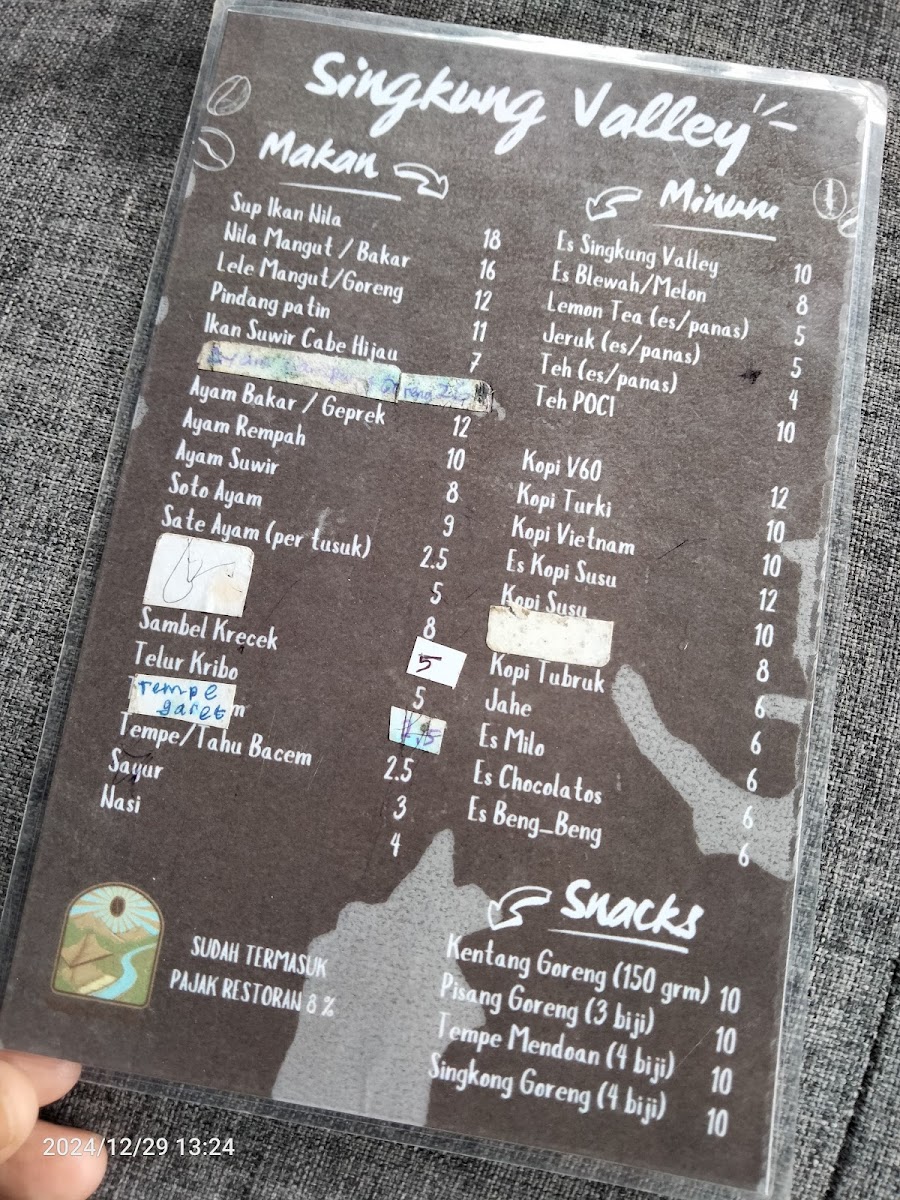 Singkung Valley
Makan
Sup Ikan Nila 18
Nila Mangut / Bakar 16
Lele Mangut/Goreng 12
Pindang patin 11
Ikan Suwir Cabe Hijau 7
Ayam Bakar / Geprek 12
Ayam Rempah 10
Ayam Suwir 8
Soto Ayam 9
Sate Ayam (per tusuk) 2.5
5
8
Sambel Krecek 5
Telur Kribo 5
Tempe
garet
Tempe/Tahu Bacem 2.5
Sayur 3
Nasi 4
SUDAH TERMASUK
PAJAK RESTORAN 8 %
Minum
Es Singkung Valley 10
Es Blewah/Melon 8
Lemon Tea (es/panas) 5
Jeruk (es/panas) 5
Teh (es/panas) 4
Teh POCI 10
Kopi V60 12
Kopi Turki 10
Kopi Vietnam 10
Es Kopi Susu 12
Kopi Susu 10
8
Kopi Tubruk 6
Jahe 6
Es Milo 6
Es Chocolatos 6
Es Beng_Beng 6
Snacks
Kentang Goreng (150 grm) 10
Pisang Goreng (3 biji) 10
Tempe Mendoan (4 biji) 10
Singkong Goreng (4 biji) 10
2024/12/29 13:24